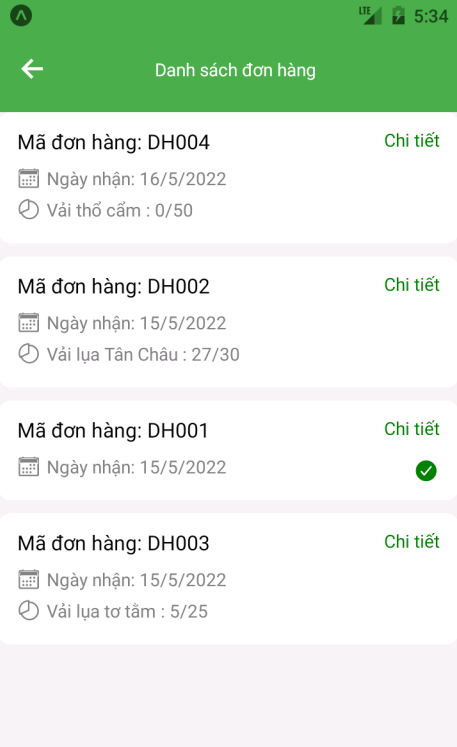 LTE 5:34
Danh sách đơn hàng
Mã đơn hàng: DH004 Chi tiết
Ngày nhận: 16/5/2022
Vải thổ cẩm : 0/50
Mã đơn hàng: DH002 Chi tiết
Ngày nhận: 15/5/2022
Vải lụa Tân Châu : 27/30
Mã đơn hàng: DH001 Chi tiết
Ngày nhận: 15/5/2022
Mã đơn hàng: DH003 Chi tiết
Ngày nhận: 15/5/2022
Vải lụa tơ tằm : 5/25